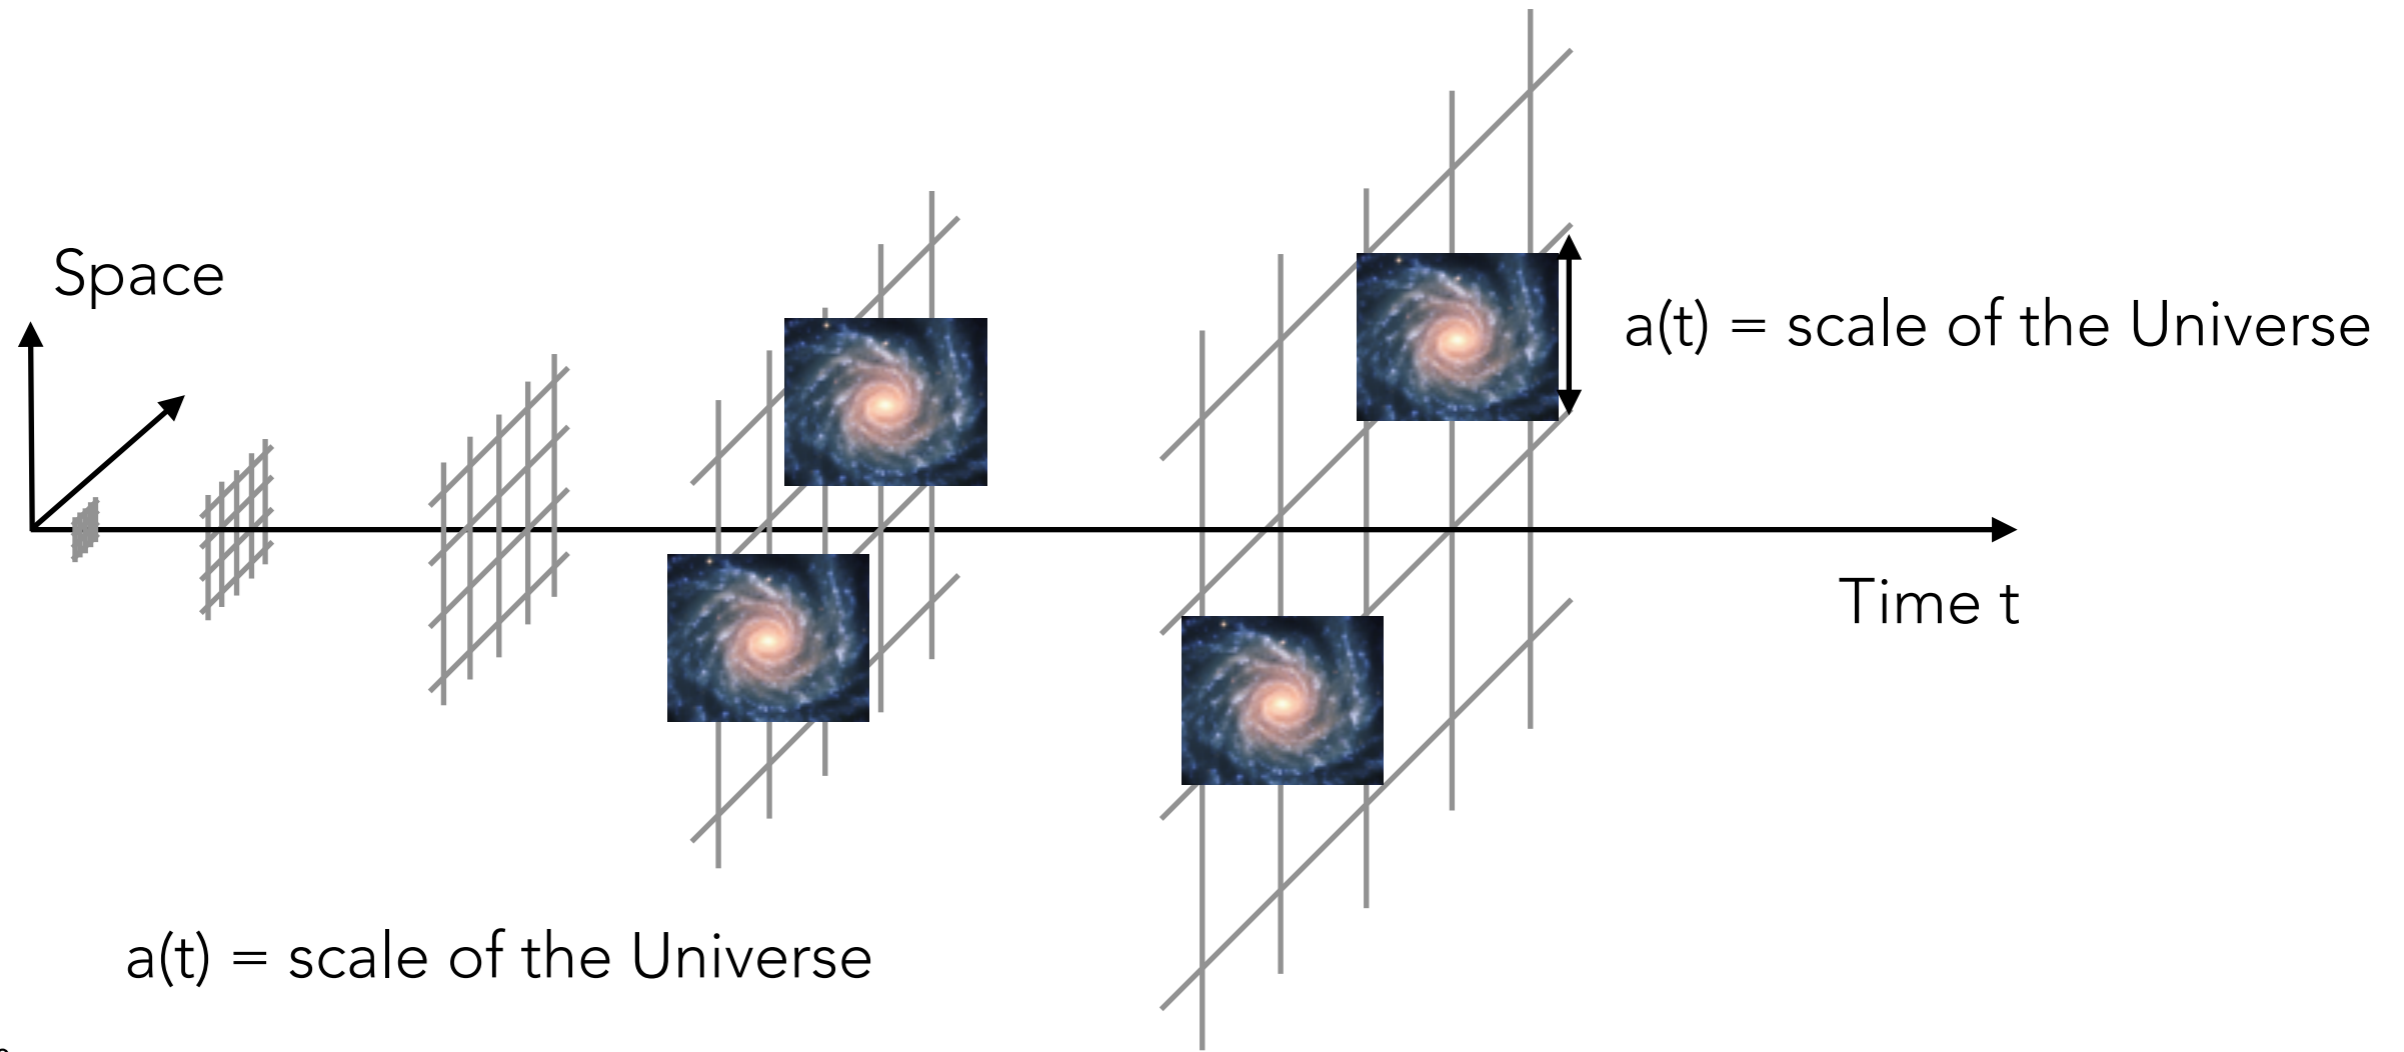 Space
a(t) = scale of the Universe
Time t
a(t) = scale of the Universe